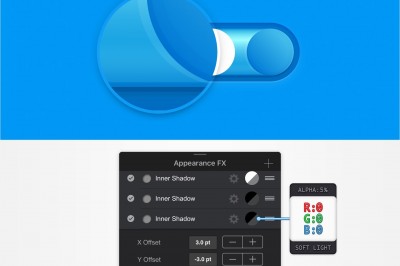 Appearance FX
Inner Shadow
Inner Shadow
Inner Shadow
ALPHA:5%
R:0
G:0
B:0
SOFT LIGHT
X Offset
3.0 pt
Y Offset
-3.0 pt